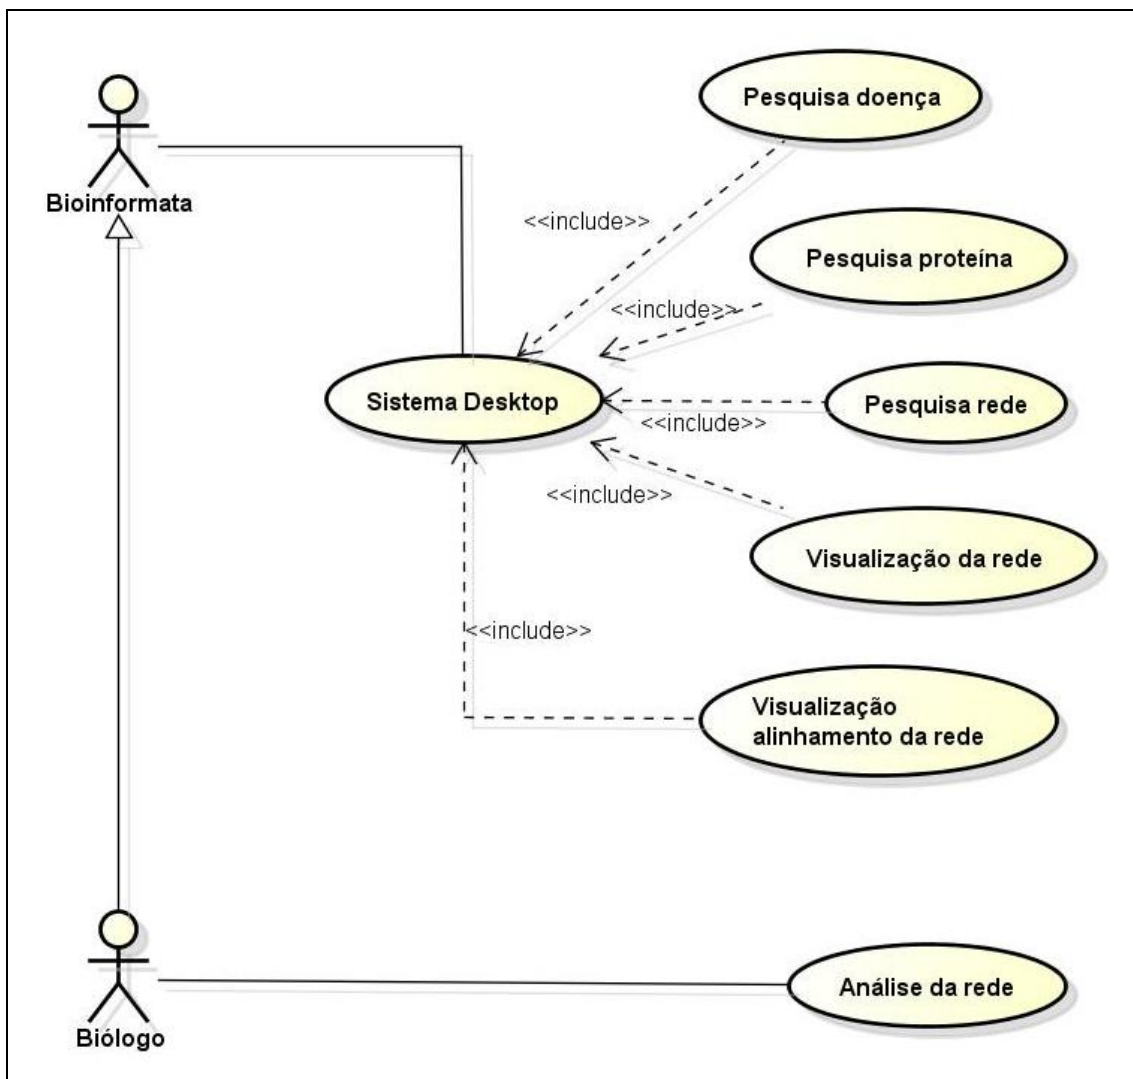 Pesquisa doença
Bioinformata
<<include>>
Pesquisa proteína
<<include>>
Sistema Desktop
Pesquisa rede
<<include>>
<<include>>
Visualização da rede
<<include>>
Visualização
alinhamento da rede
Análise da rede
Biólogo